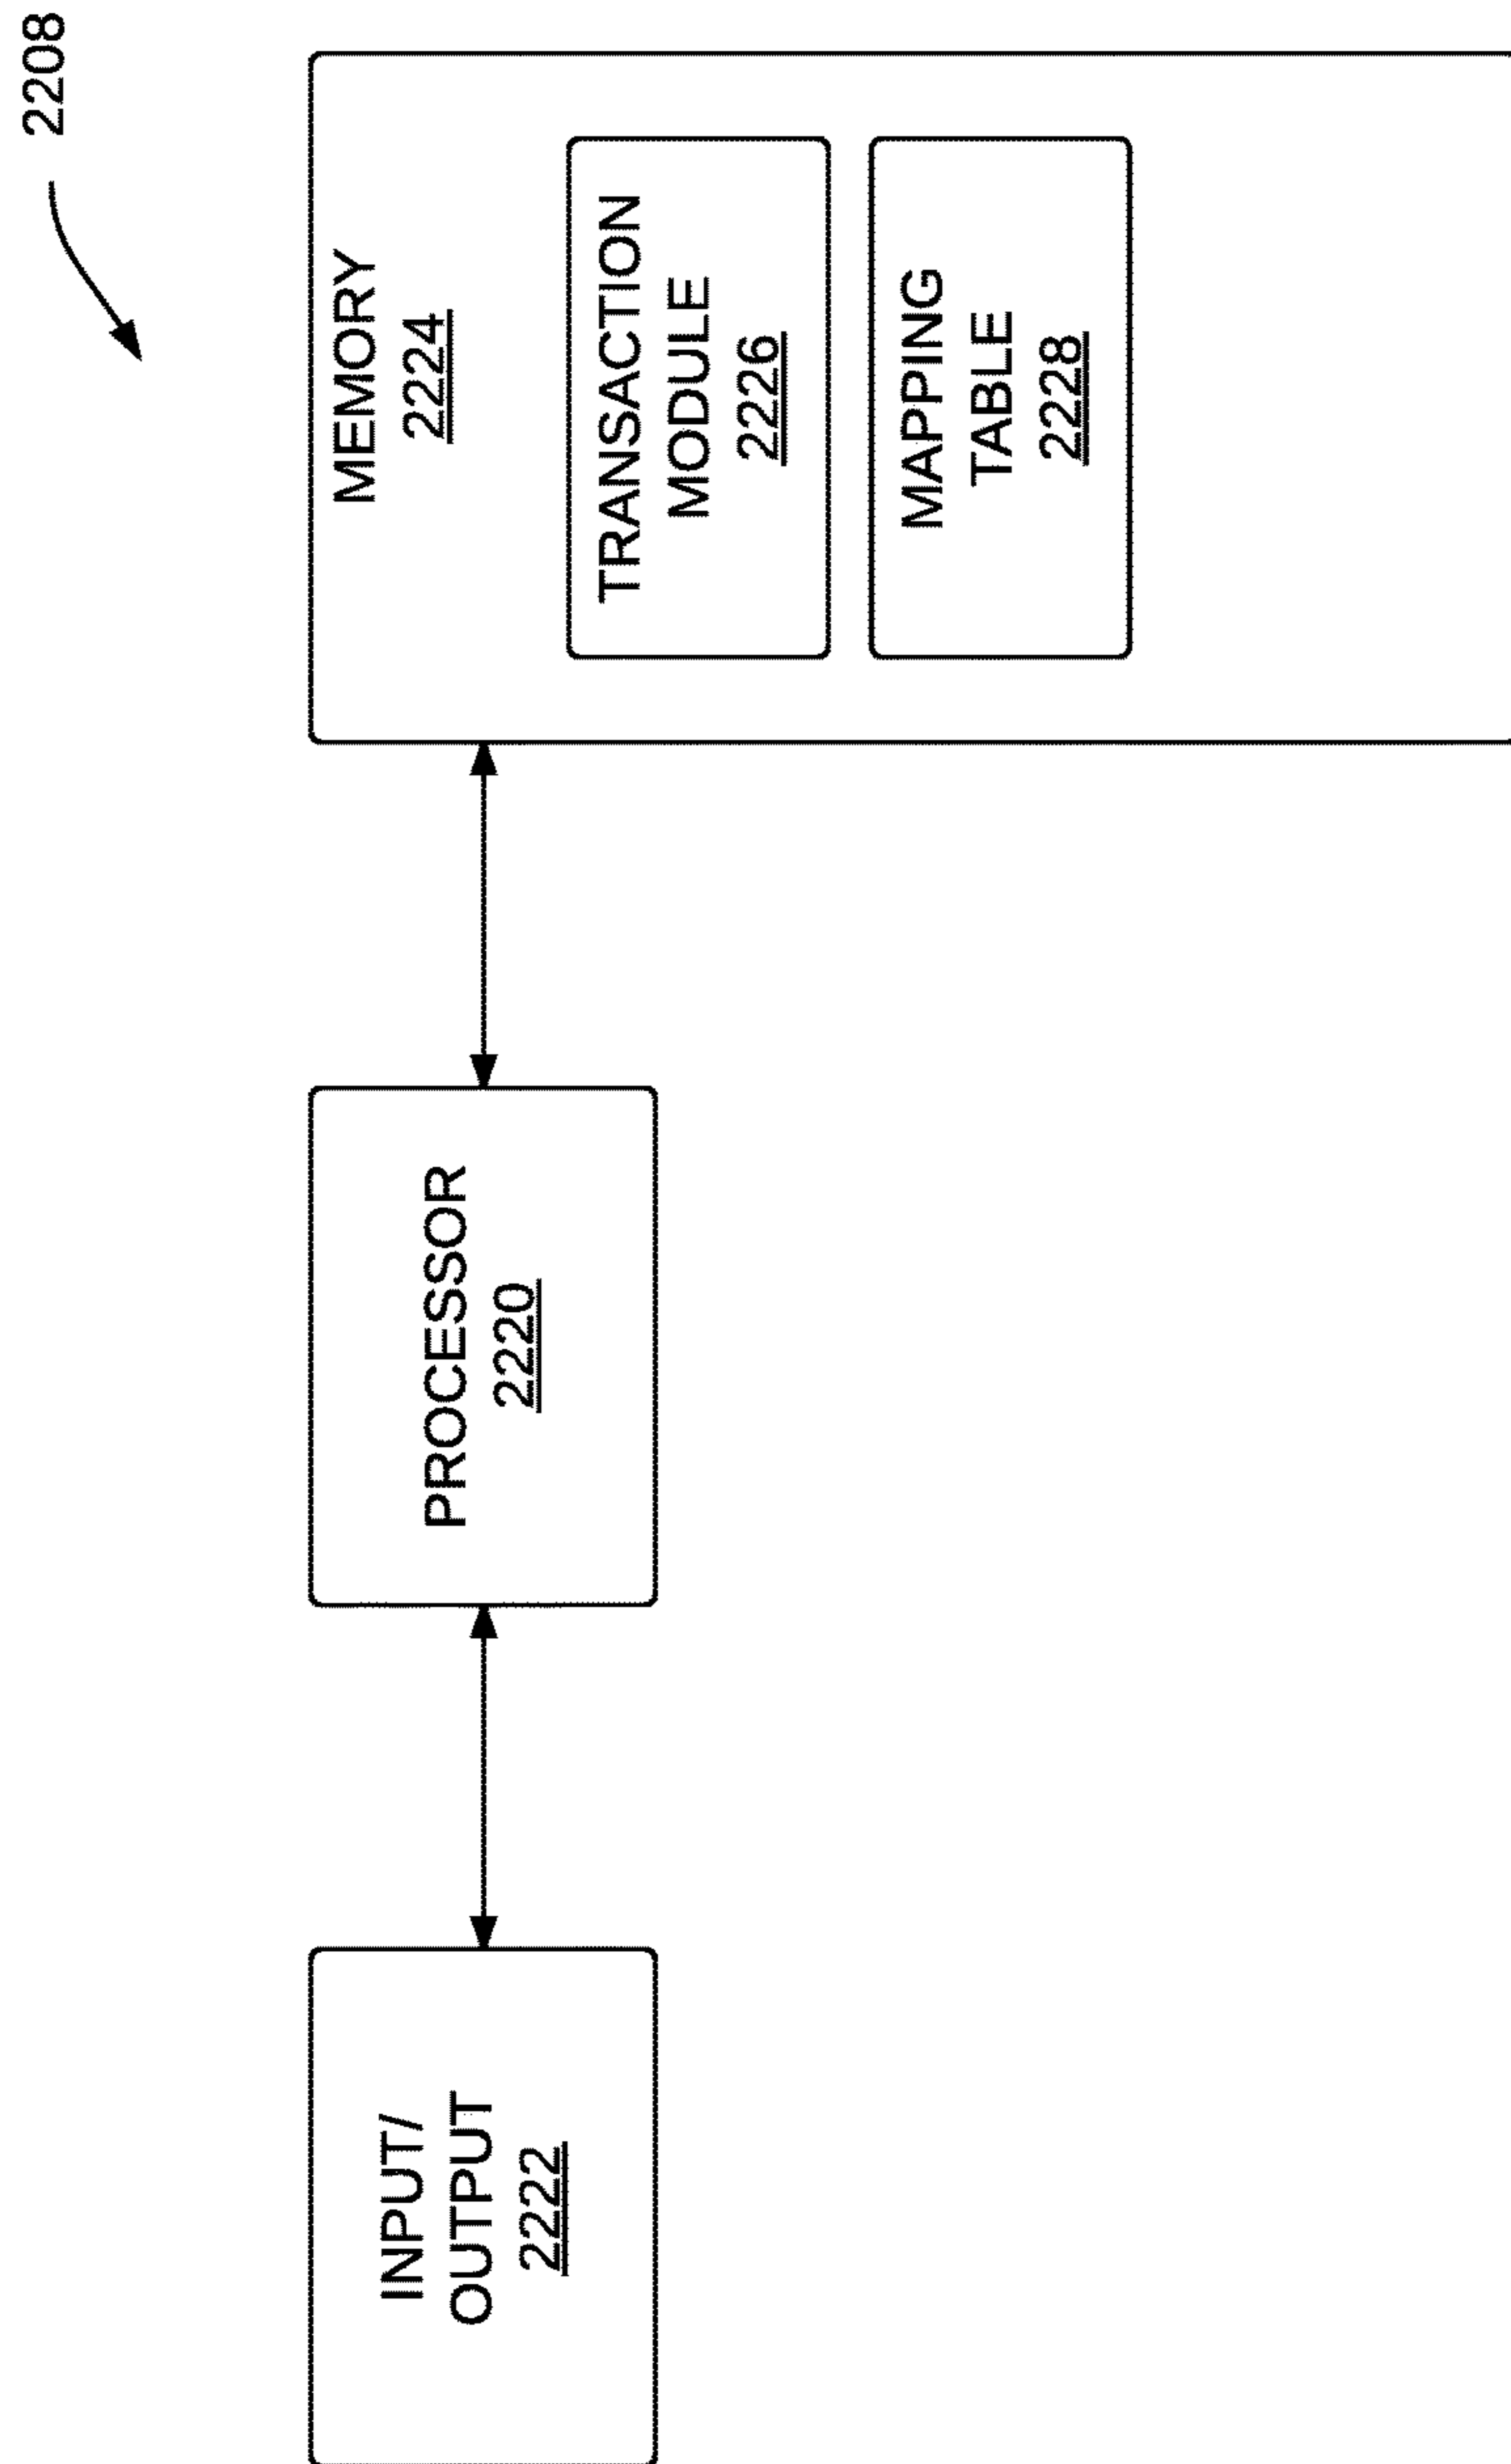 2208
INPUT/
OUTPUT
2222
PROCESSOR
2220
MEMORY
2224
TRANSACTION
MODULE
2226
MAPPING
TABLE
2228